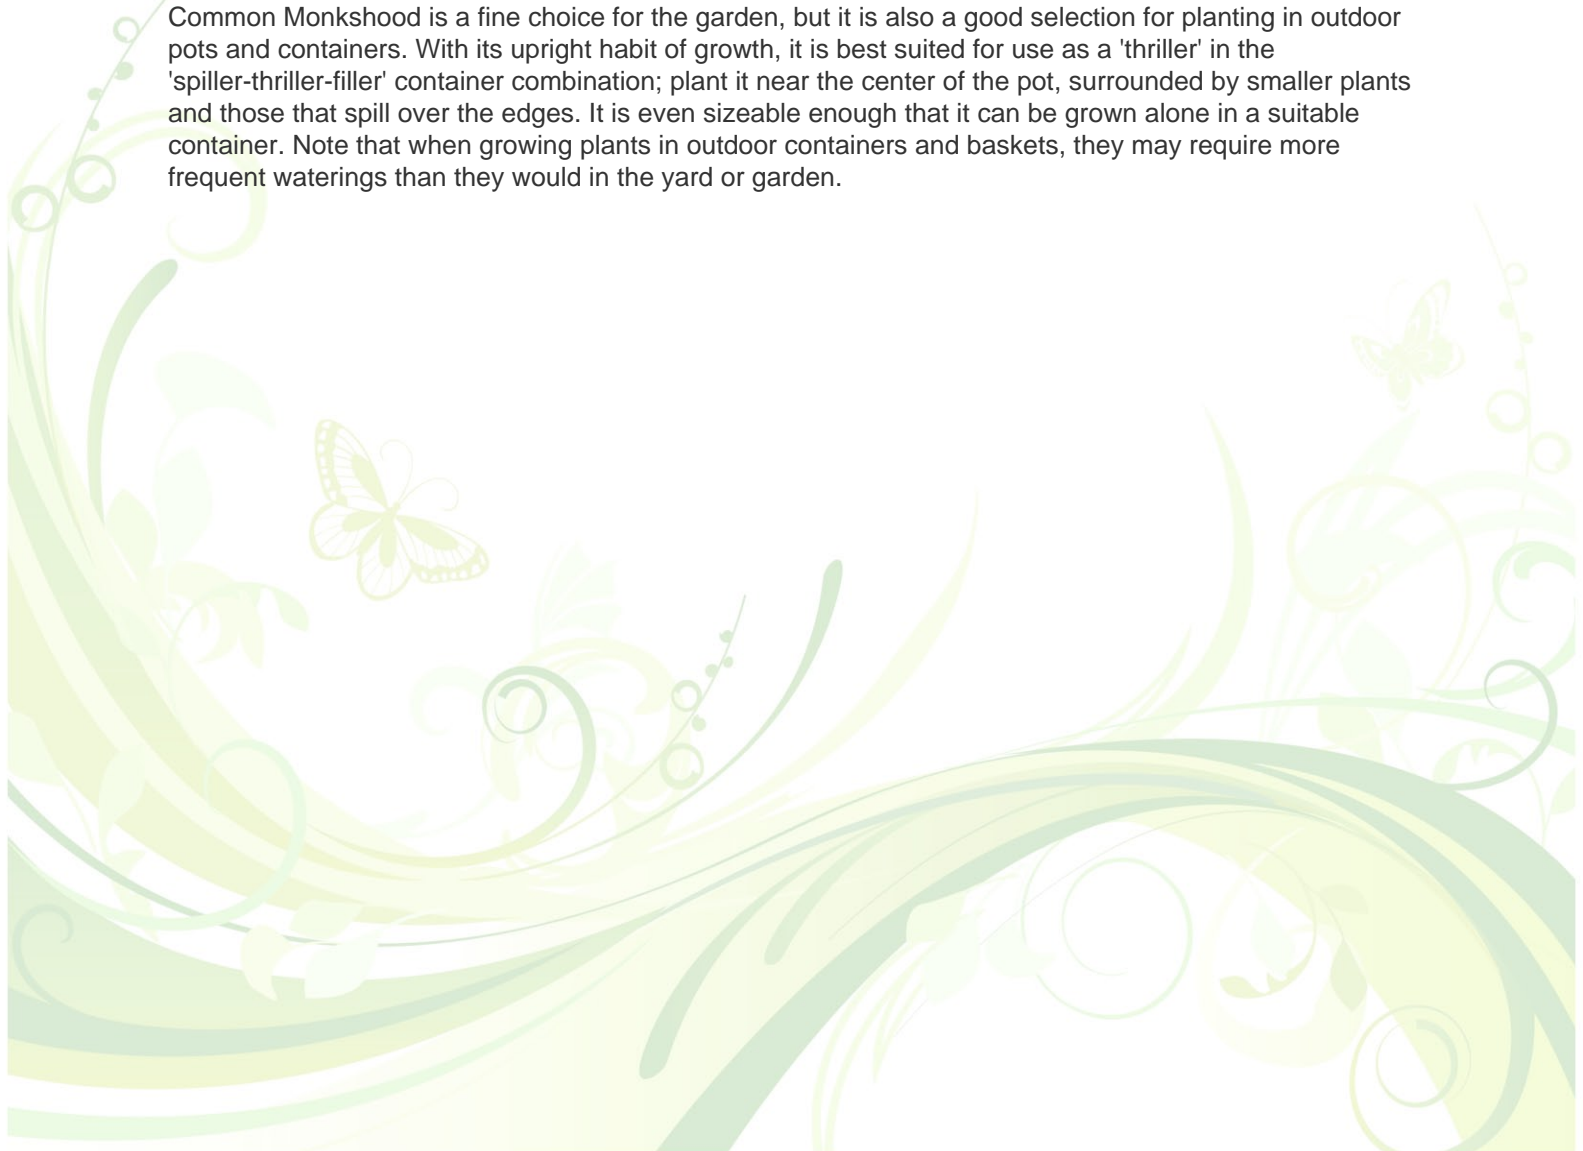 Common Monkshood is a fine choice for the garden, but it is also a good selection for planting in outdoor
pots and containers. With its upright habit of growth, it is best suited for use as a 'thriller' in the
'spiller-thriller-filler' container combination; plant it near the center of the pot, surrounded by smaller plants
and those that spill over the edges. It is even sizeable enough that it can be grown alone in a suitable
container. Note that when growing plants in outdoor containers and baskets, they may require more
frequent waterings than they would in the yard or garden.